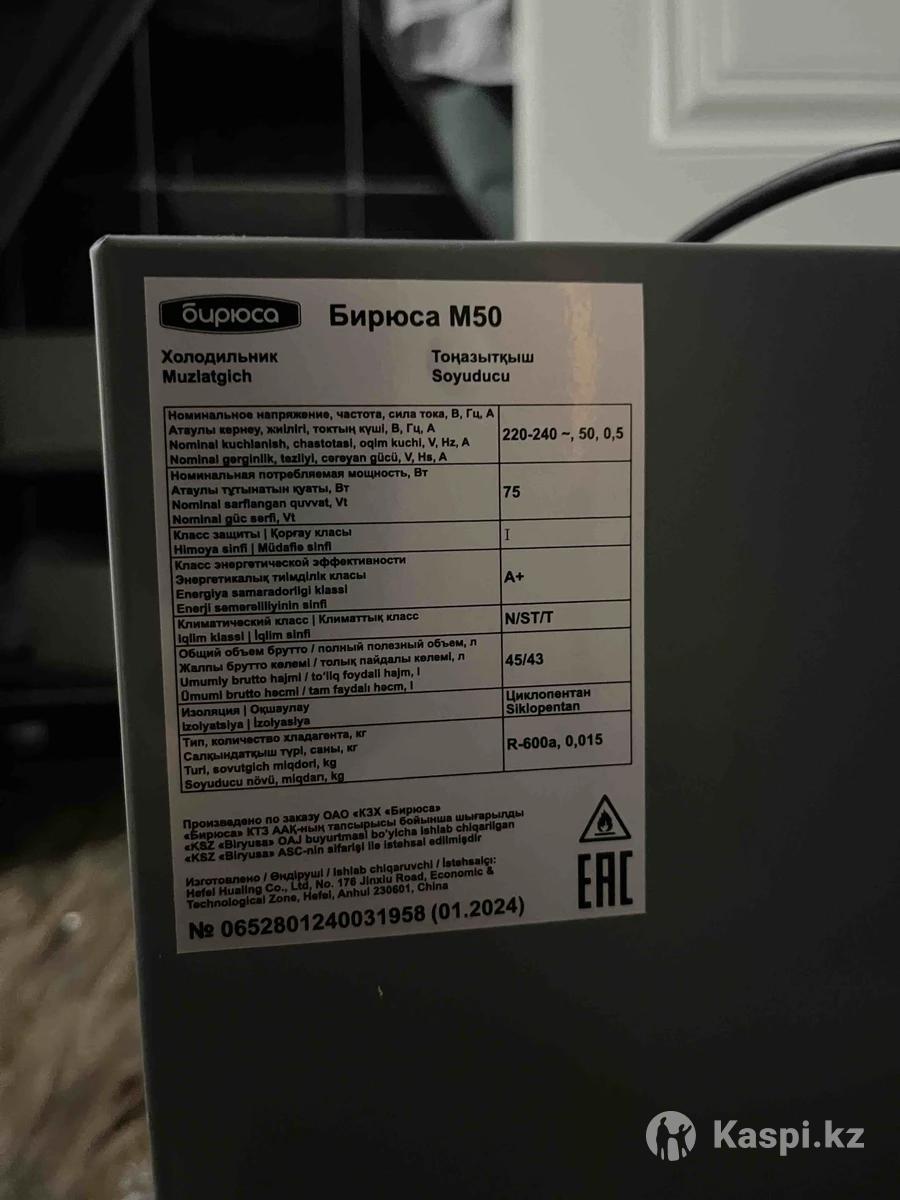 бирюса
Бирюса М50
Холодильник
Muzlatgich
Тоңазытқыш
Soyuducu
Номинальное напряжение, частота, сила тока, В, Гц, А
Атаулы кернеу, жиілігі, токтың күші, В, Гц, А
Nominal kuchlanish, chastotasi, oqim kuchi, V, Hz, A
Nominal gərginlik, tezliyi, cərəyan gücü, V, Hs, A
220-240 ~, 50, 0,5
Номинальная потребляемая мощность, Вт
Атаулы тұтынатын қуаты, Вт
Nominal sarflangan quvvat, Vt
Nominal güc sərfi, Vt
75
Класс защиты | Қорғау класы
Himoya sinfi | Müdafiə sinfi
I
Класс энергетической эффективности
Энергетикалық тиімділік класы
Energiya samaradorligi klassi
Enerji səmərəliliyinin sinfi
A+
Климатический класс | Климаттық класс
Iqlim klassi | İqlim sinfi
N/ST/T
Общий объем брутто / полный полезный объем, л
Жалпы брутто көлемі / толық пайдалы көлемі, л
Umumiy brutto hajmi / to'liq foydali hajm, l
Ümumi brutto həcmi / tam faydalı həcm, l
45/43
Изоляция | Оқшаулау
Izolyatsiya | İzolyasiya
Циклопентан
Siklopentan
Тип, количество хладагента, кг
Салқындатқыш түрі, саны, кг
Turi, sovutgich miqdori, kg
Soyuducu növü, miqdarı, kg
R-600a, 0,015
Произведено по заказу ОАО «КЗХ «Бирюса»
«Бирюса» КТЗ ААҚ-ның тапсырысы бойынша шығарылды
«KSZ «Biryusa» OAJ buyurtmasi bo'yicha ishlab chiqarilgan
«KSZ «Biryusa» ASC-nin sifarişi ilə istehsal edilmişdir
Изготовлено / Өндіруші / Ishlab chiqaruvchi / İstehsalçı:
Hefei Hualing Co., Ltd, No. 176 Jinxiu Road, Economic &
Technological Zone, Hefei, Anhui 230601, China
№ 0652801240031958 (01.2024)
EAC
Kaspi.kz